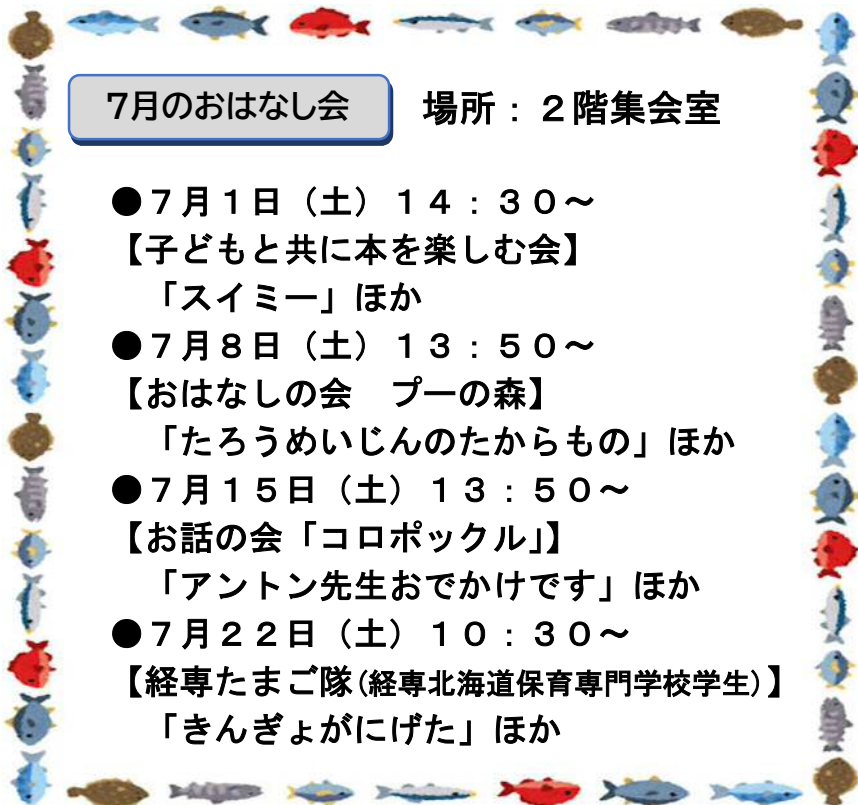 7月のおはなし会　場所：２階集会室
●７月１日（土）１４：３０～
【子どもと共に本を楽しむ会】
「スイミー」ほか
●７月８日（土）１３：５０～
【おはなしの会　プーの森】
「たろうめいじんのたからもの」ほか
●７月１５日（土）１３：５０～
【お話の会「コロポックル」】
「アントン先生おでかけです」ほか
●７月２２日（土）１０：３０～
【経専たまご隊(経専北海道保育専門学校学生)】
「きんぎょがにげた」ほか